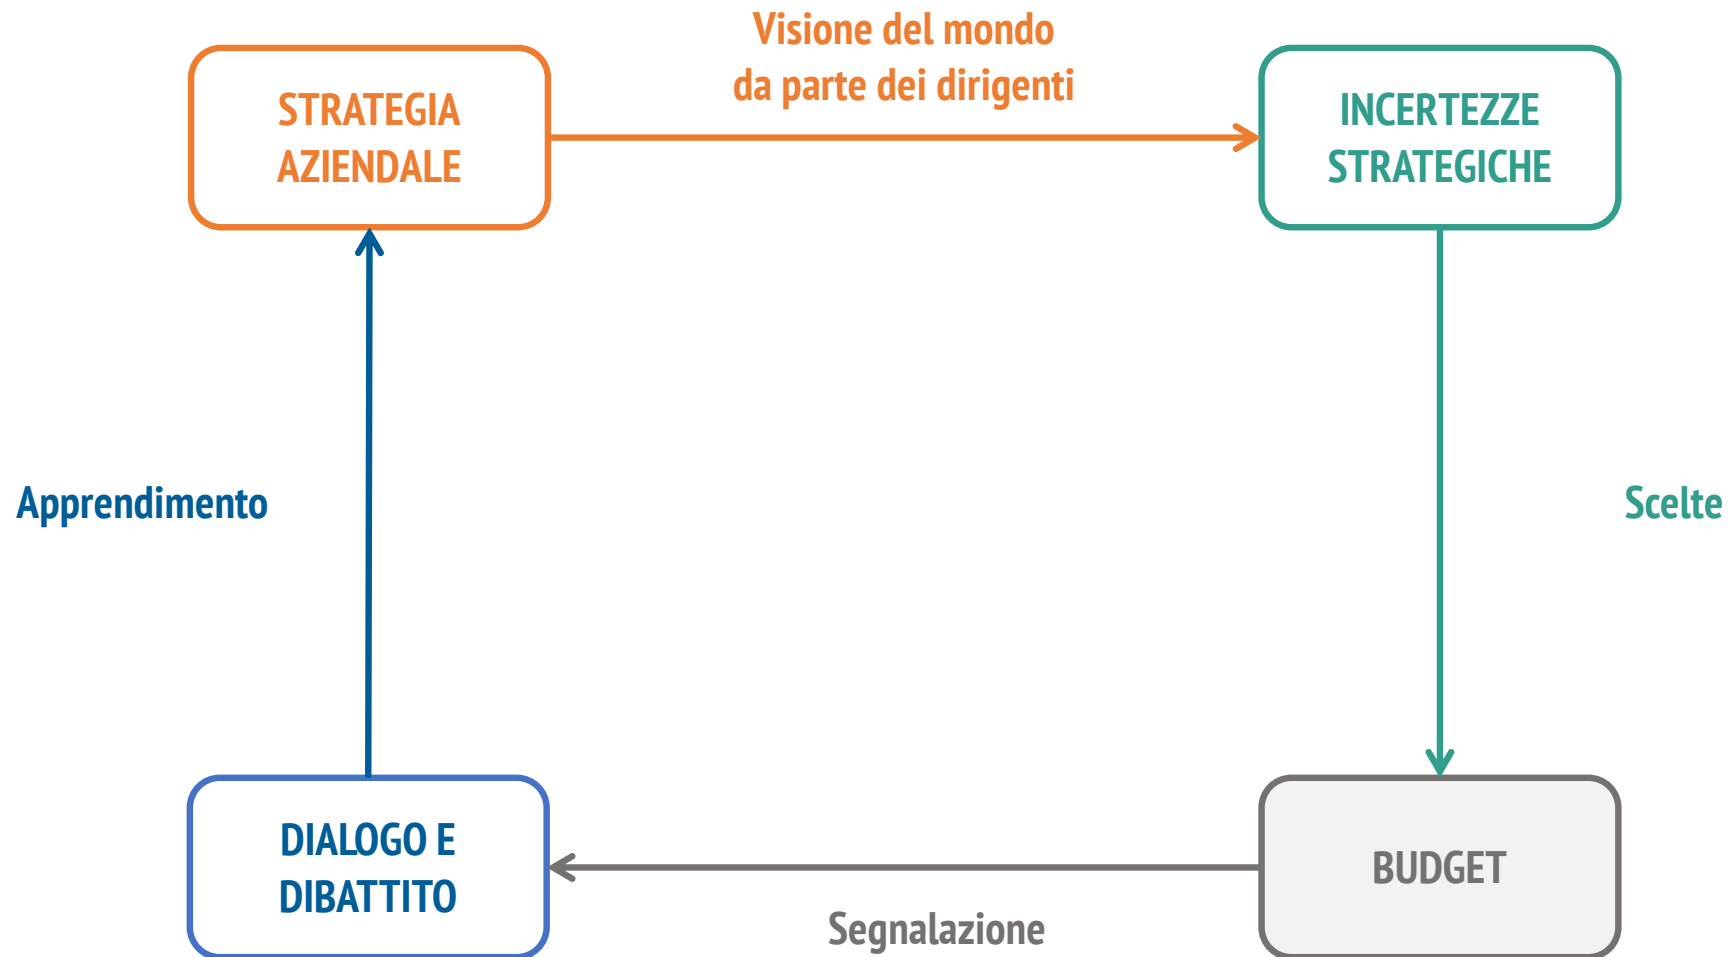 Visione del mondo
da parte dei dirigenti
STRATEGIA
AZIENDALE
INCERTEZZE
STRATEGICHE
Apprendimento
Scelte
DIALOGO E
DIBATTITO
BUDGET
Segnalazione